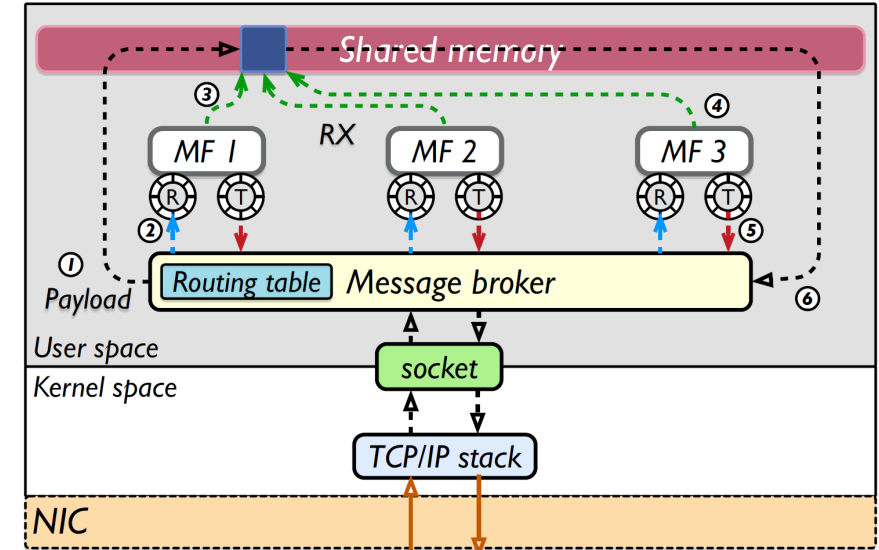 Shared memory
③
④
RX
MF 1
MF 2
MF 3
R
T
R
T
R
T
②
⑤
①
Payload
Routing table
Message broker
⑥
User space
socket
Kernel space
TCP/IP stack
NIC